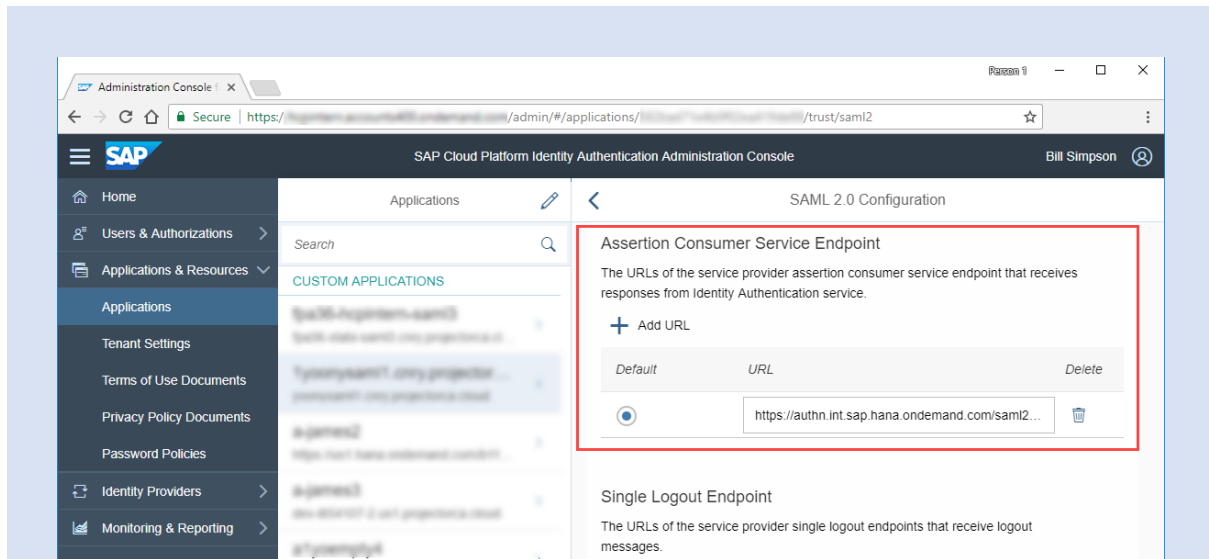 Person 1
Administration Console f
Secure | https:/ /admin/#/applications/ /trust/saml2
SAP
SAP Cloud Platform Identity Authentication Administration Console
Bill Simpson
Home
Users & Authorizations
Applications & Resources
Applications
Tenant Settings
Terms of Use Documents
Privacy Policy Documents
Password Policies
Identity Providers
Monitoring & Reporting
Applications
Search
CUSTOM APPLICATIONS
a-james2
a-james3
SAML 2.0 Configuration
Assertion Consumer Service Endpoint
The URLs of the service provider assertion consumer service endpoint that receives
responses from Identity Authentication service.
Add URL
Default URL Delete
https://authn.int.sap.hana.ondemand.com/saml2...
Single Logout Endpoint
The URLs of the service provider single logout endpoints that receive logout
messages.